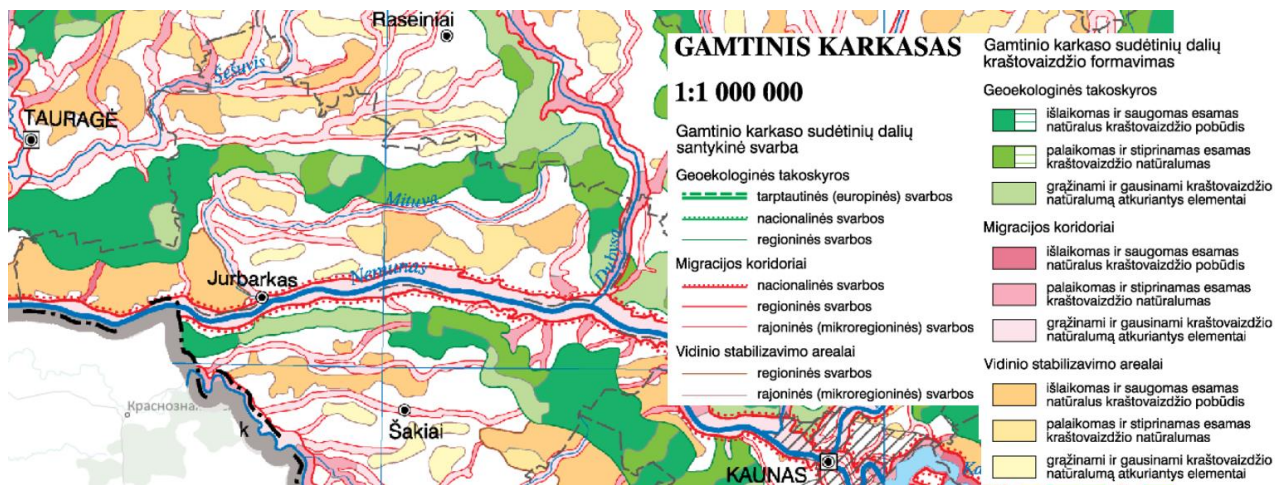 Raseiniai
Šešuvis
TAURAGĖ
Mituva
Dubysa
Nemunas
Jurbarkas
Краснозна..
k
Šakiai
KAUNAS
Ka
GAMTINIS KARKASAS
1:1 000 000
Gamtinio karkaso sudėtinių dalių
santykinė svarba
Geoekologinės takoskyros
tarptautinės (europinės) svarbos
nacionalinės svarbos
regioninės svarbos
Migracijos koridoriai
nacionalinės svarbos
regioninės svarbos
rajoninės (mikroregioninės) svarbos
Vidinio stabilizavimo arealai
regioninės svarbos
rajoninės (mikroregioninės) svarbos
Gamtinio karkaso sudėtinių dalių
kraštovaizdžio formavimas
Geoekologinės takoskyros
išlaikomas ir saugomas esamas
natūralus kraštovaizdžio pobūdis
palaikomas ir stiprinamas esamas
kraštovaizdžio natūralumas
grąžinami ir gausinami kraštovaizdžio
natūralumą atkuriantys elementai
Migracijos koridoriai
išlaikomas ir saugomas esamas
natūralus kraštovaizdžio pobūdis
palaikomas ir stiprinamas esamas
kraštovaizdžio natūralumas
grąžinami ir gausinami kraštovaizdžio
natūralumą atkuriantys elementai
Vidinio stabilizavimo arealai
išlaikomas ir saugomas esamas
natūralus kraštovaizdžio pobūdis
palaikomas ir stiprinamas esamas
kraštovaizdžio natūralumas
grąžinami ir gausinami kraštovaizdžio
natūralumą atkuriantys elementai